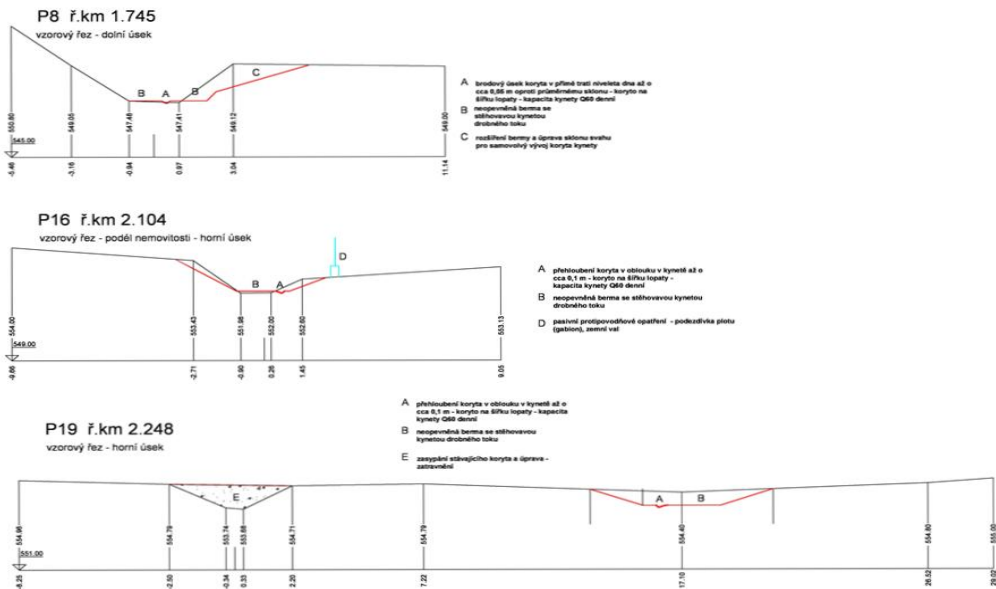 P8 ř.km 1.745
vzorový řez - dolní úsek
B A B C
550.80 549.05 547.48 547.41 549.12 549.00
545.00
-5.46 -3.16 -0.94 0.97 3.04 11.14
A brodový úsek koryta v přímé trati niveleta dna až o
cca 0,05 m oproti průměrnému sklonu - koryto na
šířku lopaty - kapacita kynety Q60 denní
B neopevněná berma se
stěhovavou kynetou
drobného toku
C rozšíření bermy a úprava sklonu svahu
pro samovolvý vývoj koryta kynety
P16 ř.km 2.104
vzorový řez - podél nemovitosti - horní úsek
B A D
554.00 553.43 551.98 552.00 552.60 553.13
549.00
-9.66 -2.71 -0.90 0.26 1.45 9.05
A přehloubení koryta v oblouku v kynetě až o
cca 0,1 m - koryto na šířku lopaty -
kapacita kynety Q60 denní
B neopevněná berma se stěhovavou kynetou
drobného toku
D pasivní protipovodňové opatření - podezdívka plotu
(gabion), zemní val
A přehloubení koryta v oblouku v kynetě až o
cca 0,1 m - koryto na šířku lopaty - kapacita
kynety Q60 denní
B neopevněná berma se stěhovavou
kynetou drobného toku
E zasypání stávajícího koryta a úprava -
zatravnění
P19 ř.km 2.248
vzorový řez - horní úsek
E A B
554.96 554.79 553.74 553.68 554.71 554.79 554.40 554.80 555.00
551.00
-8.25 -2.50 -0.34 0.33 2.20 7.22 17.10 26.52 29.02